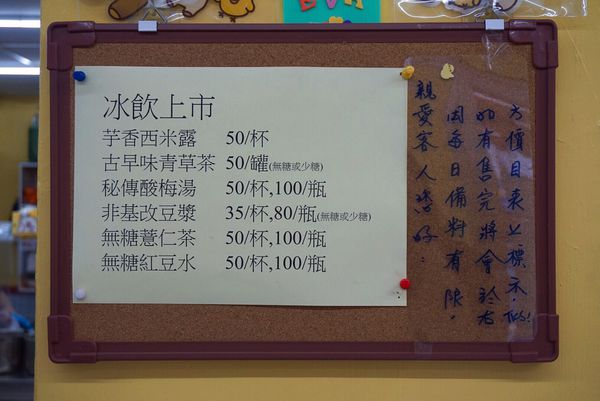 冰飲上市
芋香西米露 50/杯
古早味青草茶 50/罐(無糖或少糖)
秘傳酸梅湯 50/杯,100/瓶
非基改豆漿 35/杯,80/瓶(無糖或少糖)
無糖薏仁茶 50/杯,100/瓶
無糖紅豆水 50/杯,100/瓶
親愛客人您好：
因每日備料有限，
如有售完將會於左
方價目表上標示，tks!